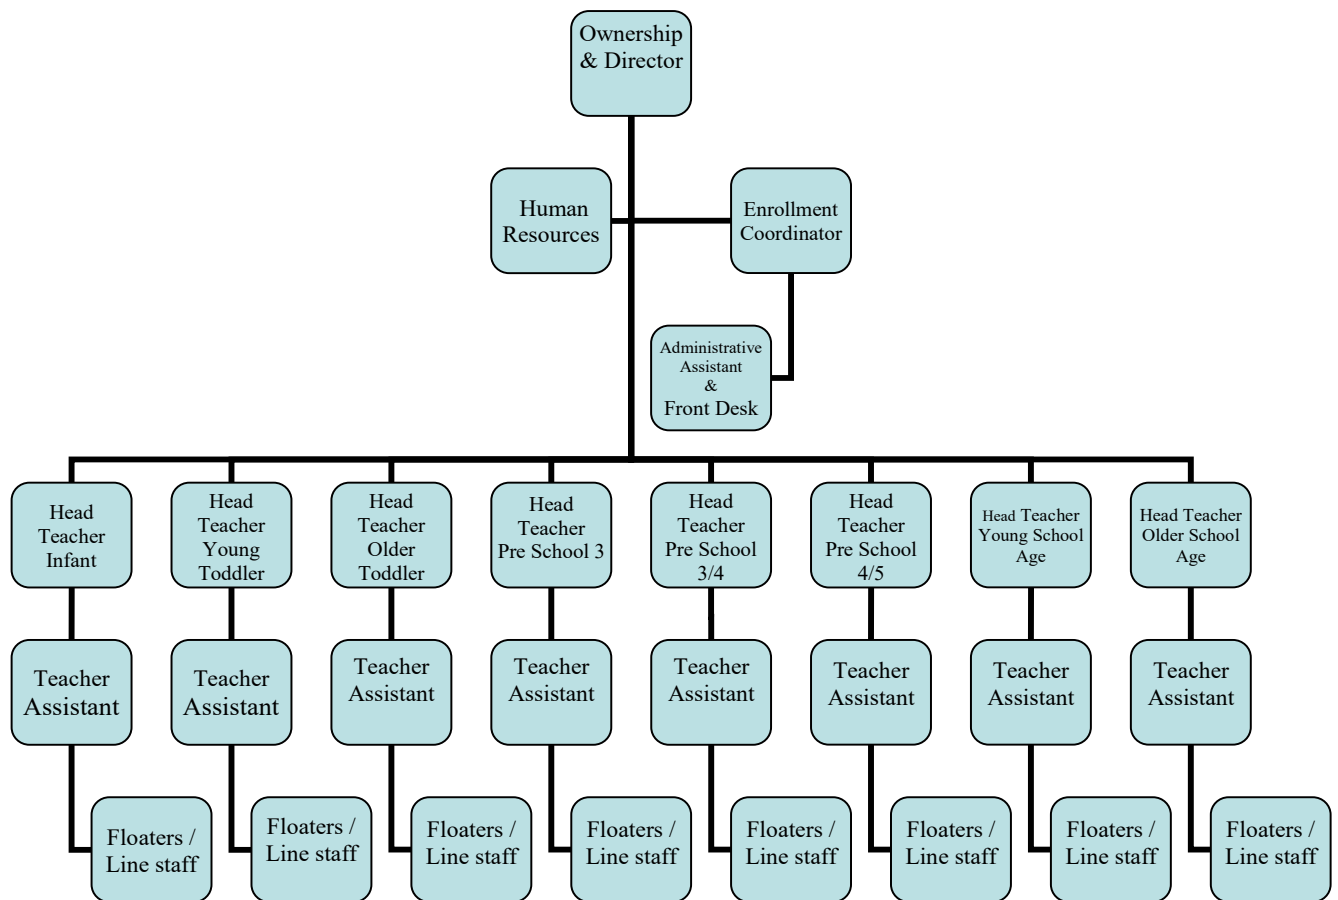 Ownership
& Director
Human
Resources
Enrollment
Coordinator
Administrative
Assistant
&
Front Desk
Head
Teacher
Infant
Head
Teacher
Young
Toddler
Head
Teacher
Older
Toddler
Head
Teacher
Pre School 3
Head
Teacher
Pre School
3/4
Head
Teacher
Pre School
4/5
Head Teacher
Young School
Age
Head Teacher
Older School
Age
Teacher
Assistant
Teacher
Assistant
Teacher
Assistant
Teacher
Assistant
Teacher
Assistant
Teacher
Assistant
Teacher
Assistant
Teacher
Assistant
Floaters /
Line staff
Floaters /
Line staff
Floaters /
Line staff
Floaters /
Line staff
Floaters /
Line staff
Floaters /
Line staff
Floaters /
Line staff
Floaters /
Line staff